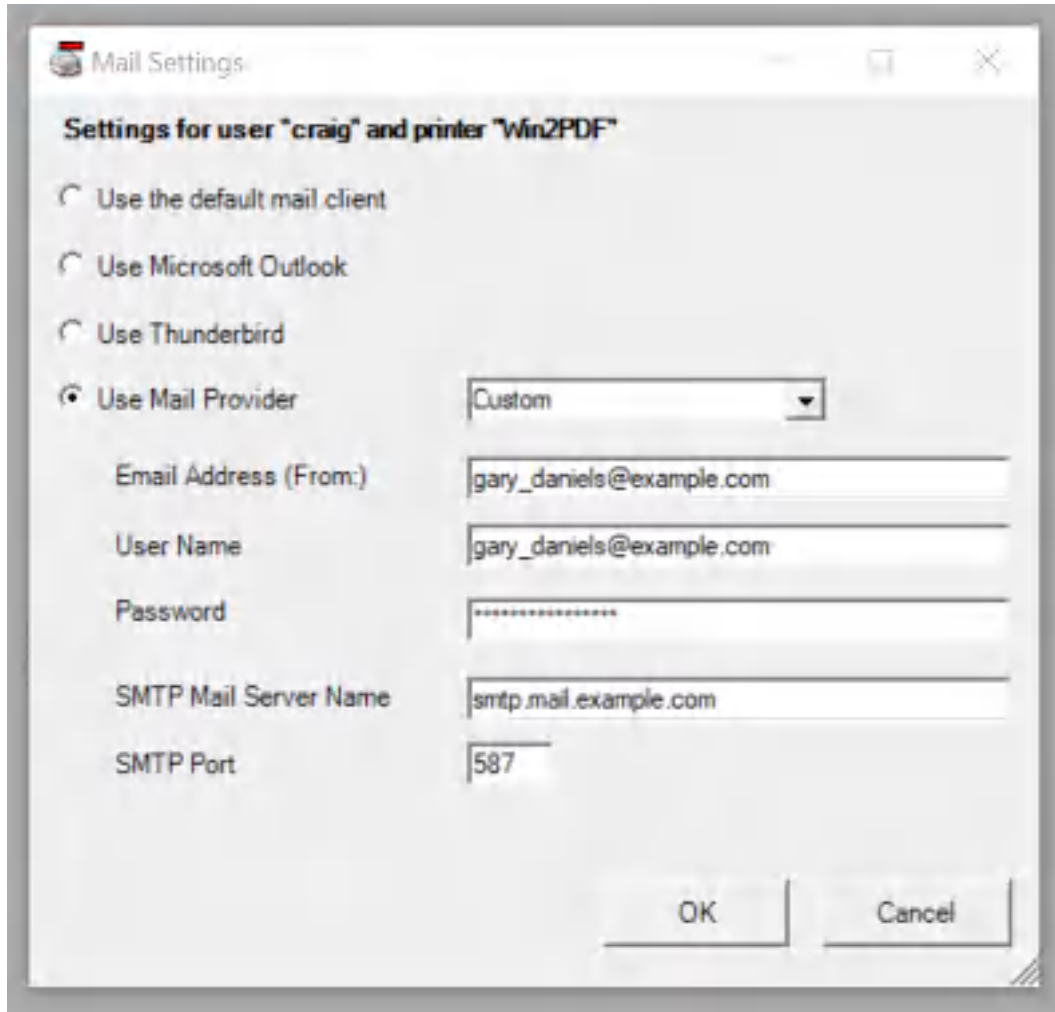 Mail Settings
Settings for user "craig" and printer "Win2PDF"
Use the default mail client
Use Microsoft Outlook
Use Thunderbird
Use Mail Provider Custom
Email Address (From:) gary_daniels@example.com
User Name gary_daniels@example.com
Password ****************
SMTP Mail Server Name smtp.mail.example.com
SMTP Port 587
OK Cancel